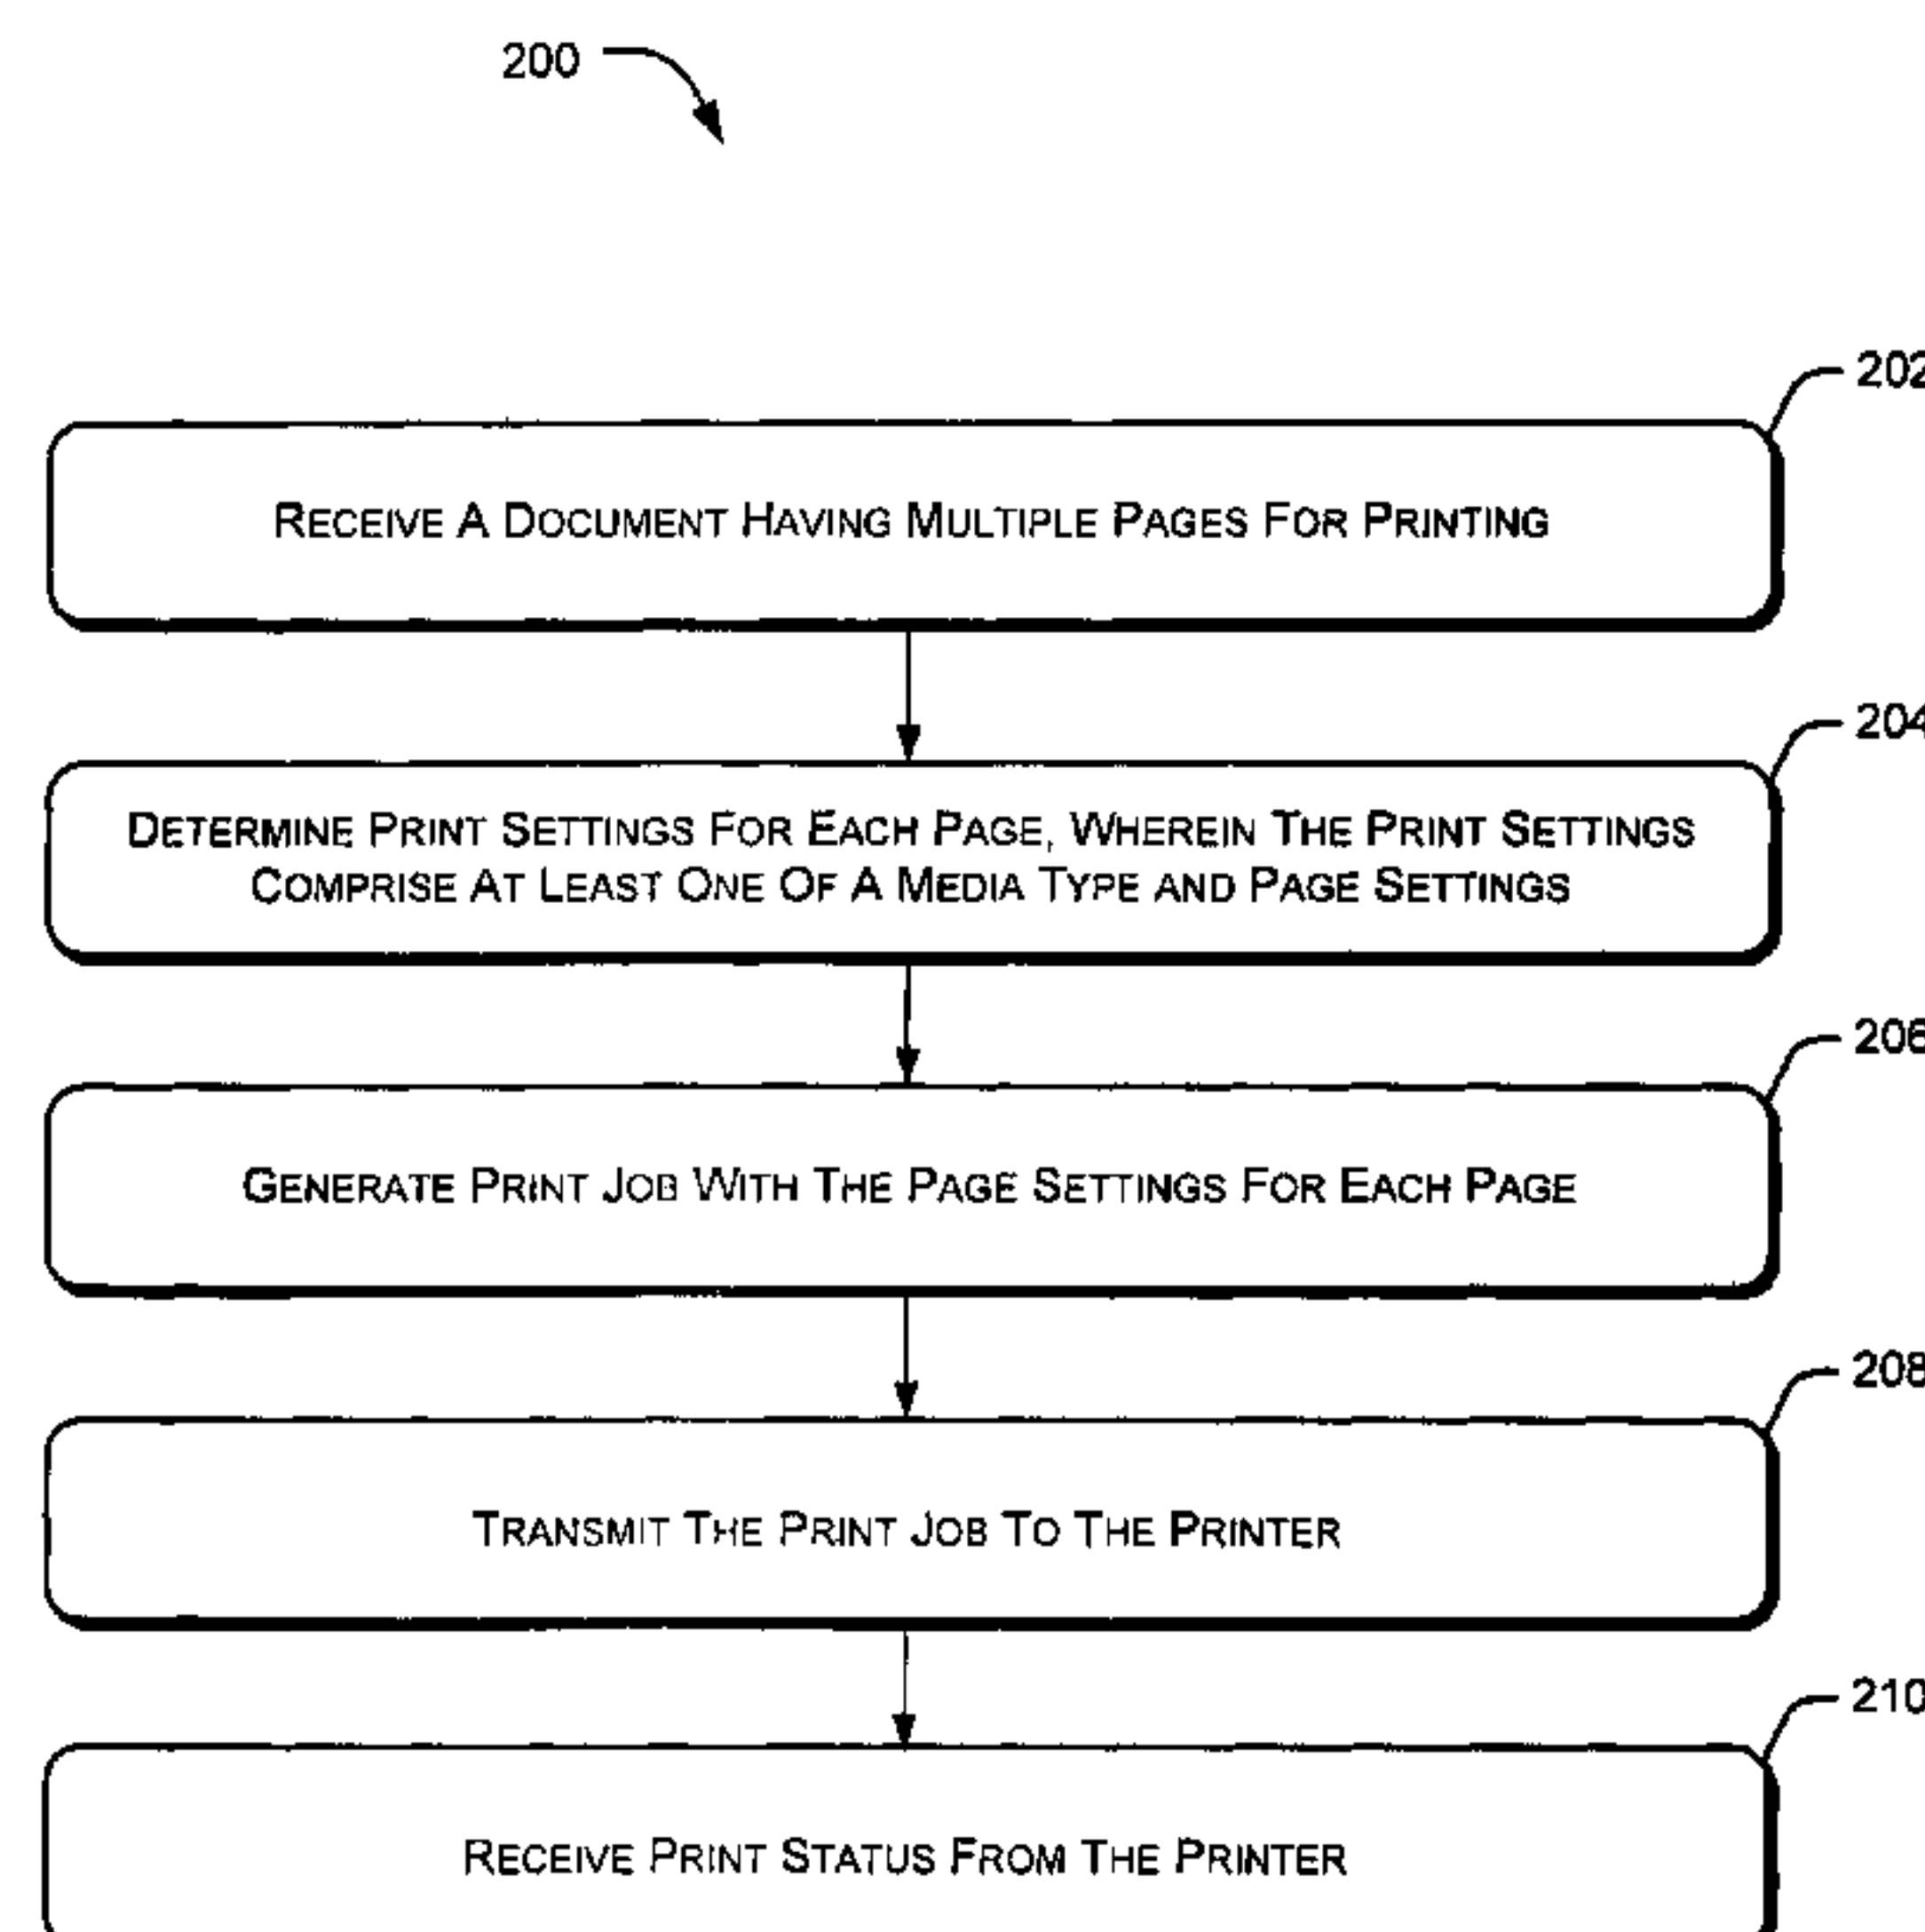 200
202
RECEIVE A DOCUMENT HAVING MULTIPLE PAGES FOR PRINTING
204
DETERMINE PRINT SETTINGS FOR EACH PAGE, WHEREIN THE PRINT SETTINGS
COMPRISE AT LEAST ONE OF A MEDIA TYPE AND PAGE SETTINGS
206
GENERATE PRINT JOB WITH THE PAGE SETTINGS FOR EACH PAGE
208
TRANSMIT THE PRINT JOB TO THE PRINTER
210
RECEIVE PRINT STATUS FROM THE PRINTER